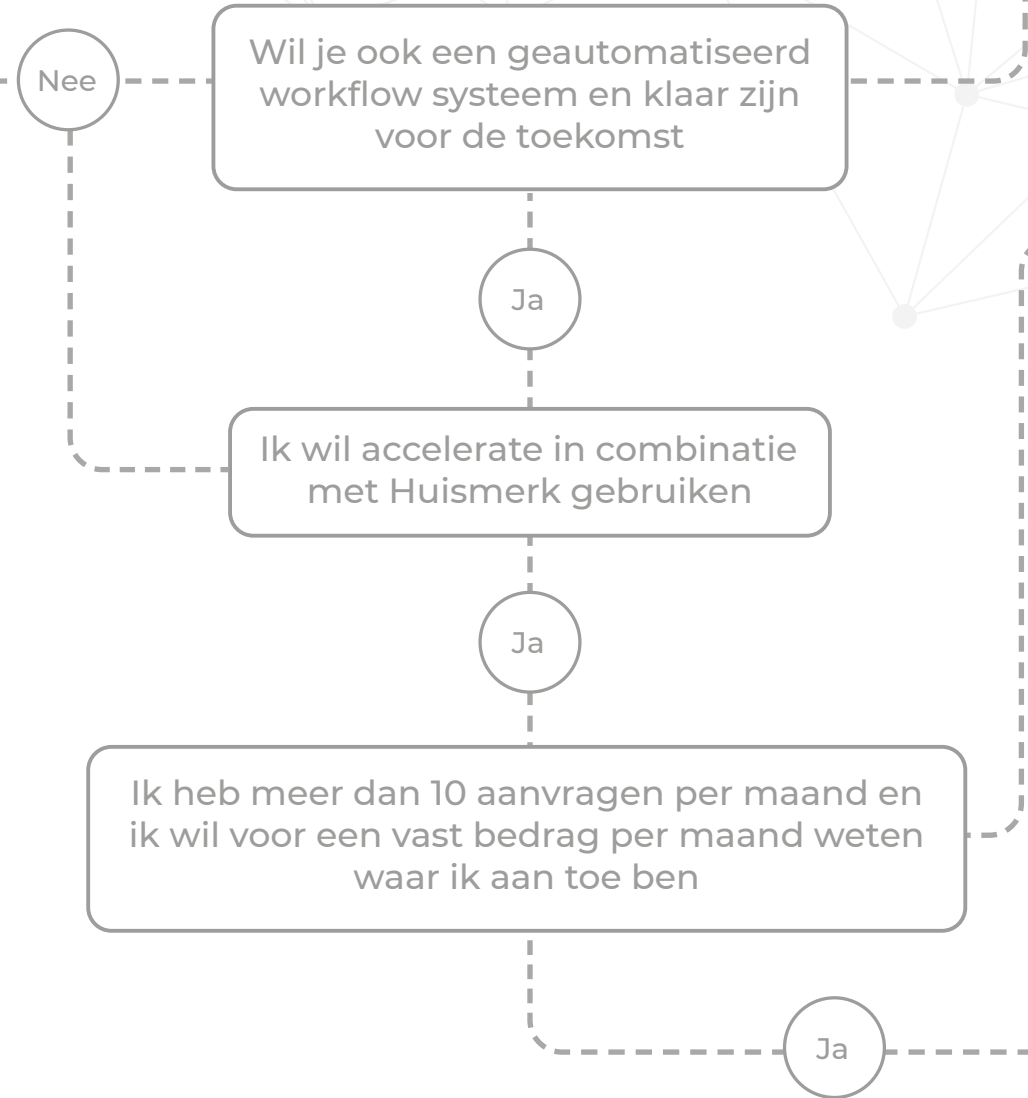 Nee
Wil je ook een geautomatiseerd
workflow systeem en klaar zijn
voor de toekomst
Ja
Ik wil accelerate in combinatie
met Huismerk gebruiken
Ja
Ik heb meer dan 10 aanvragen per maand en
ik wil voor een vast bedrag per maand weten
waar ik aan toe ben
Ja